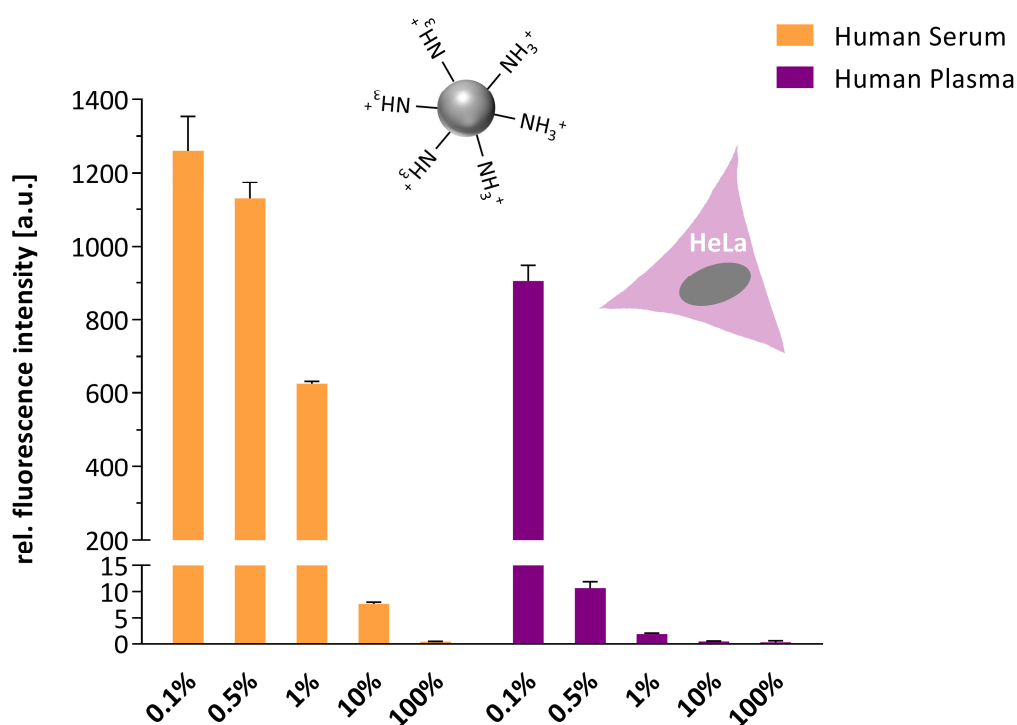 Human Serum
Human Plasma
NH₃⁺
NH₃⁺
NH₃⁺
NH₃⁺
NH₃⁺
NH₃⁺
HeLa
rel. fluorescence intensity [a.u.]
1400
1200
1000
800
600
400
200
15
10
5
0
0.1% 0.5% 1% 10% 100% 0.1% 0.5% 1% 10% 100%